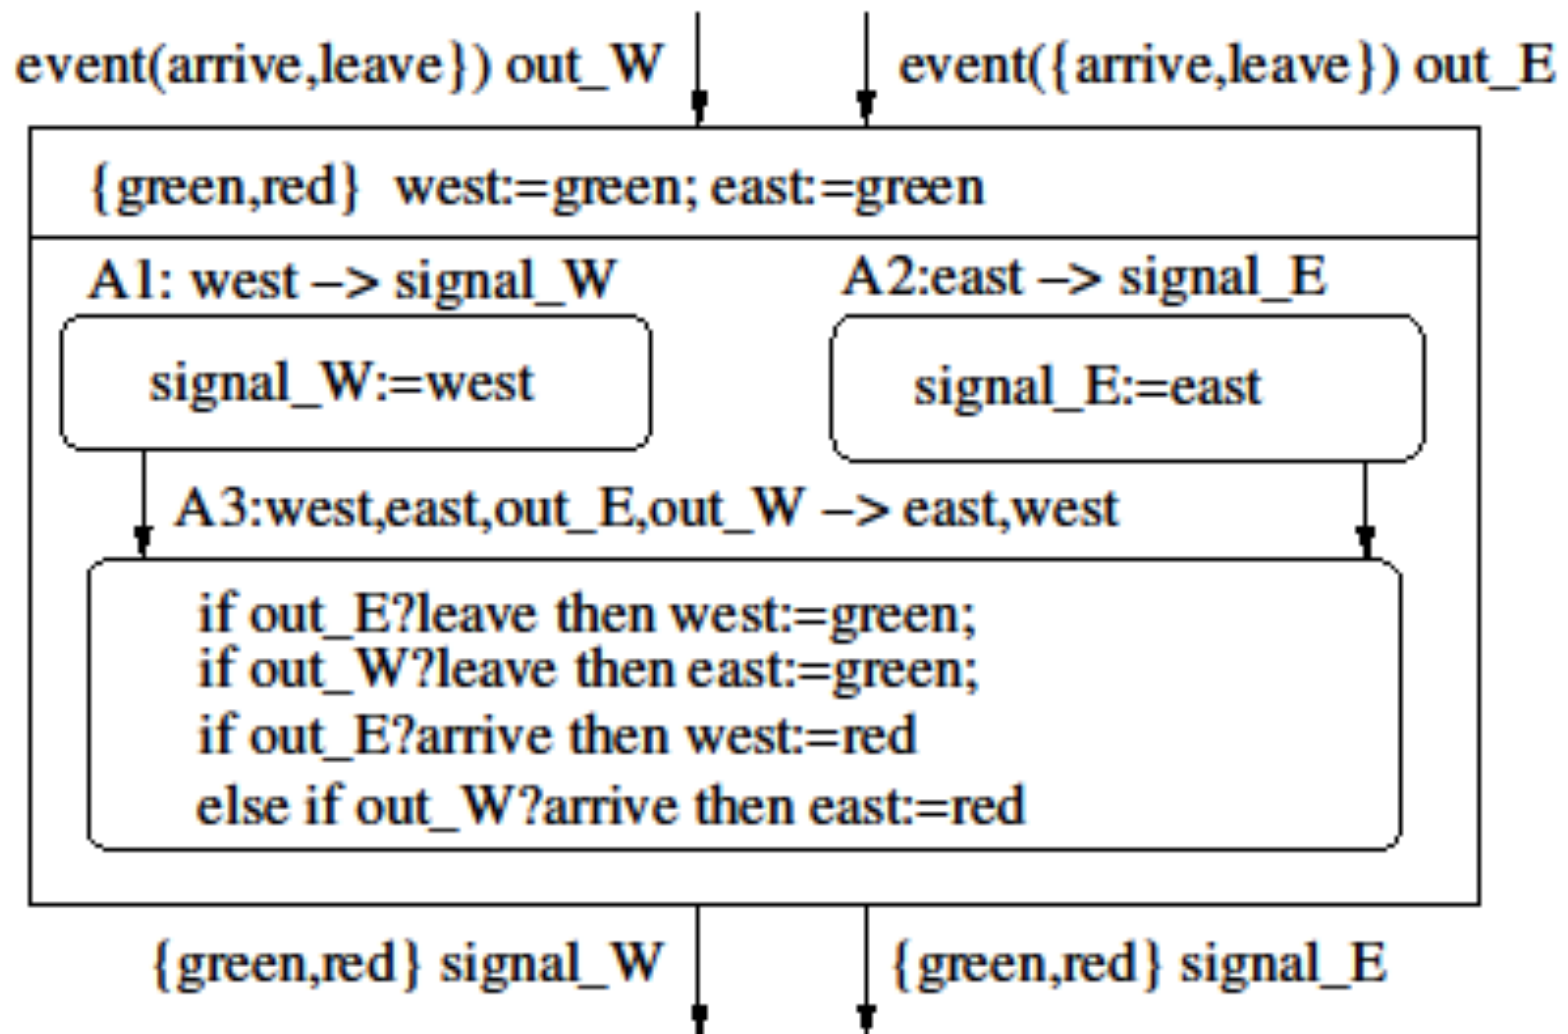 event(arrive,leave}) out_W
event({arrive,leave}) out_E
{green,red} west:=green; east:=green
A1: west –> signal_W
A2:east –> signal_E
signal_W:=west
signal_E:=east
A3:west,east,out_E,out_W –> east,west
if out_E?leave then west:=green;
if out_W?leave then east:=green;
if out_E?arrive then west:=red
else if out_W?arrive then east:=red
{green,red} signal_W
{green,red} signal_E